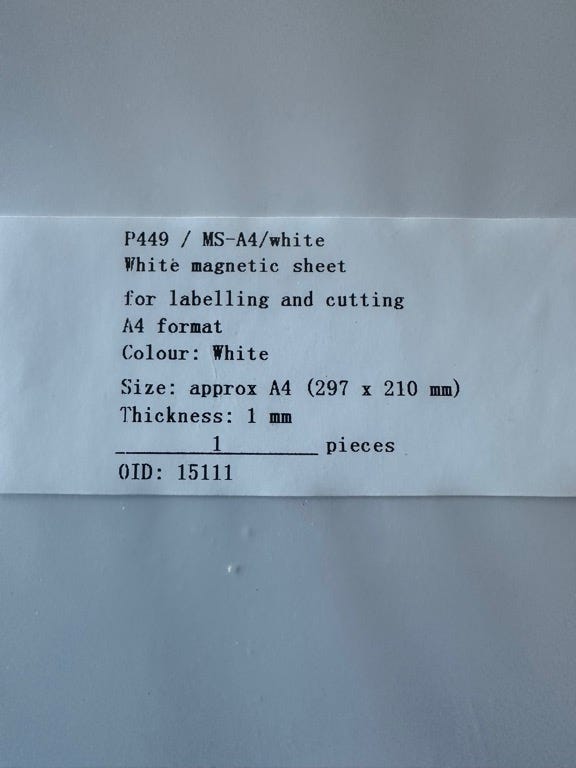 P449 / MS-A4/white
White magnetic sheet
for labelling and cutting
A4 format
Colour: White
Size: approx A4 (297 x 210 mm)
Thickness: 1 mm
1 pieces
OID: 15111